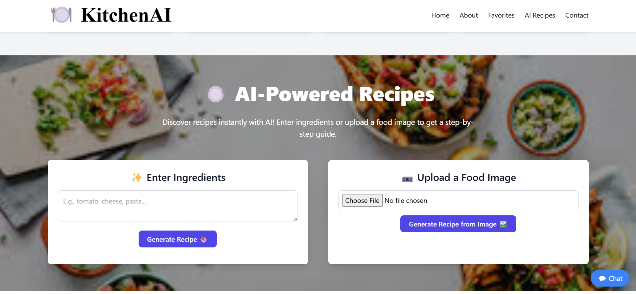 KitchenAI
Home About Favorites AI Recipes Contact
AI-Powered Recipes
Discover recipes instantly with AI! Enter ingredients or upload a food image to get a step-by-
step guide.
Enter Ingredients
E.g., tomato, cheese, pasta...
Generate Recipe
Upload a Food Image
Choose File No file chosen
Generate Recipe from Image
Chat